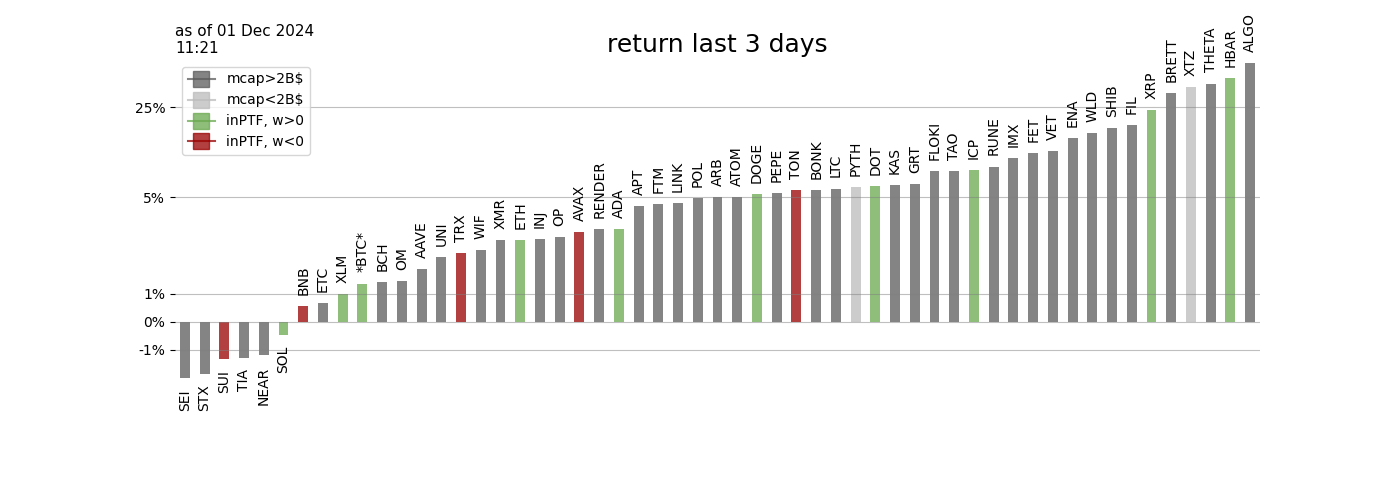 as of 01 Dec 2024
11:21
return last 3 days
mcap>2B$
mcap<2B$
inPTF, w>0
inPTF, w<0
25%
5%
1%
0%
-1%
SEI
STX
SUI
TIA
NEAR
SOL
BNB
ETC
XLM
*BTC*
BCH
OM
AAVE
UNI
TRX
WIF
XMR
ETH
INJ
OP
AVAX
RENDER
ADA
APT
FTM
LINK
POL
ARB
ATOM
DOGE
PEPE
TON
BONK
LTC
PYTH
DOT
KAS
GRT
FLOKI
TAO
ICP
RUNE
IMX
FET
VET
ENA
WLD
SHIB
FIL
XRP
BRETT
XTZ
THETA
HBAR
ALGO